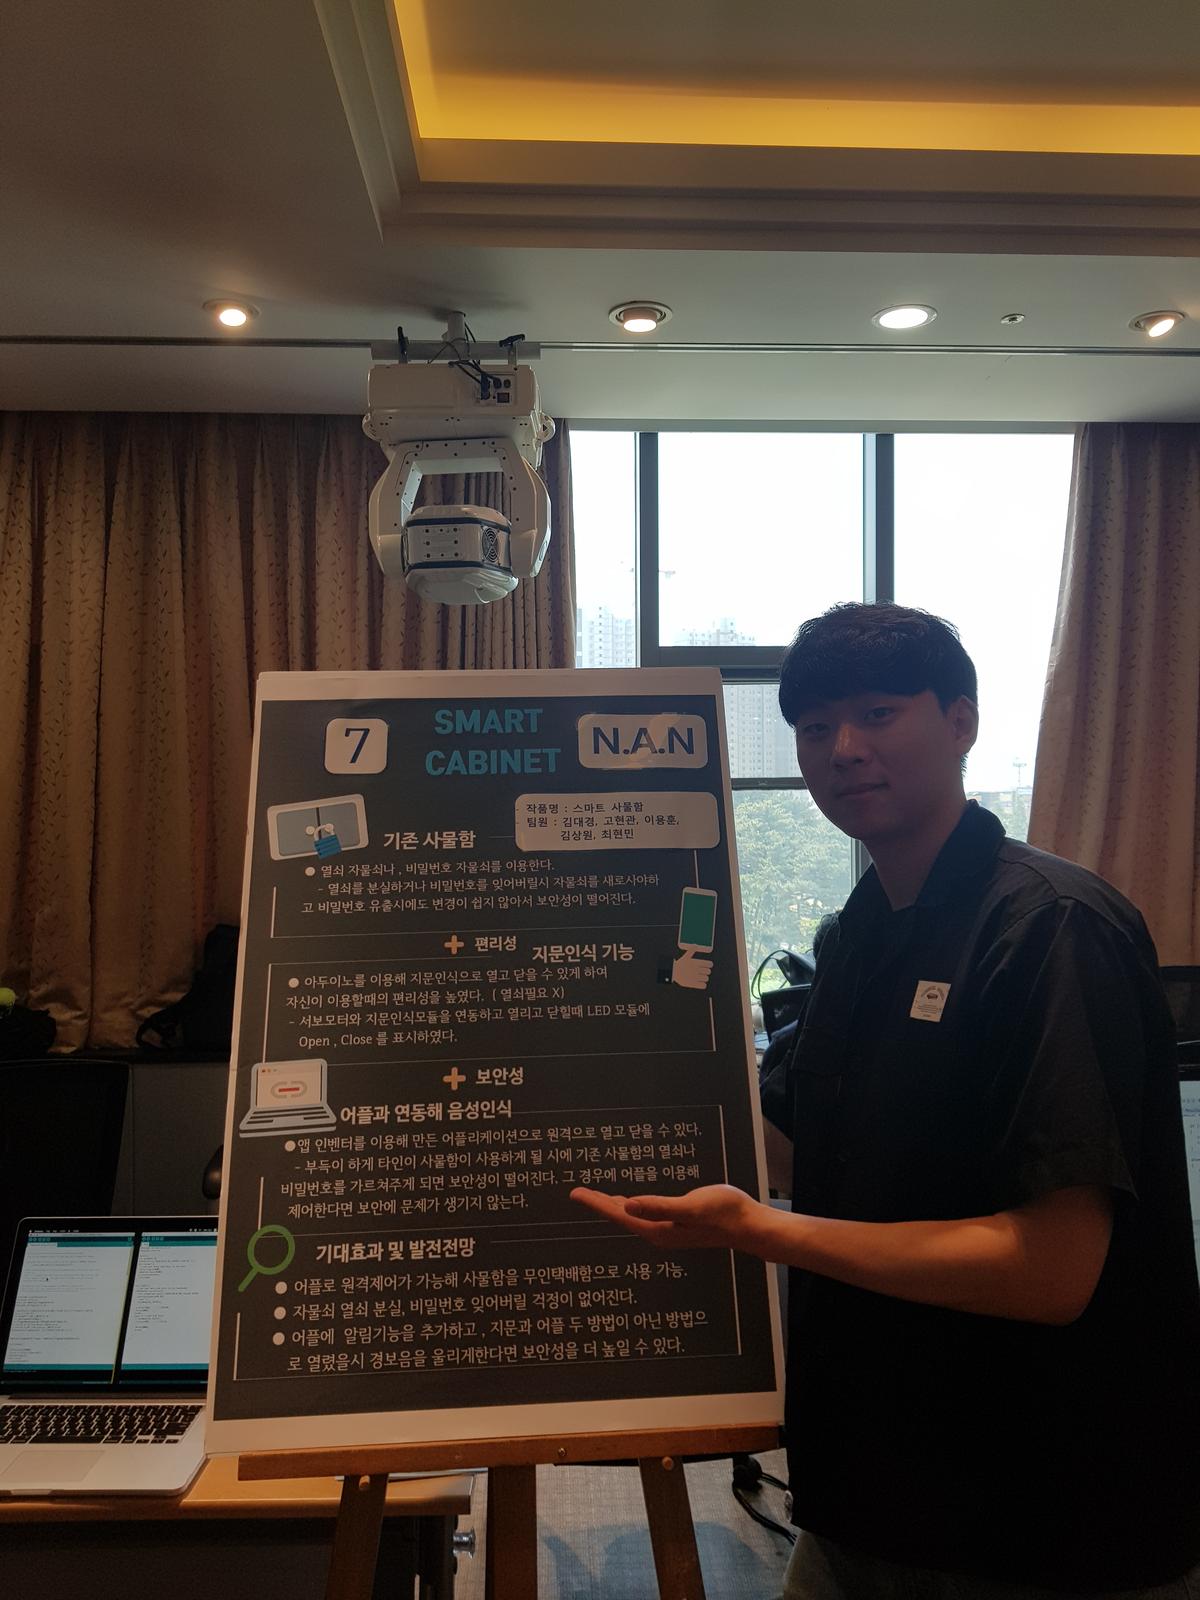 7
SMART
CABINET
N.A.N
- 작품명 : 스마트 사물함
- 팀원 : 김대경, 고현관, 이용훈,
김상원, 최현민
기존 사물함
● 열쇠 자물쇠나 , 비밀번호 자물쇠를 이용한다.
- 열쇠를 분실하거나 비밀번호를 잊어버릴시 자물쇠를 새로사야하
고 비밀번호 유출시에도 변경이 쉽지 않아서 보안성이 떨어진다.
+ 편리성
지문인식 기능
● 아두이노를 이용해 지문인식으로 열고 닫을 수 있게 하여
자신이 이용할때의 편리성을 높였다. ( 열쇠필요 X)
- 서보모터와 지문인식모듈을 연동하고 열리고 닫힐때 LED 모듈에
Open , Close 를 표시하였다.
+ 보안성
어플과 연동해 음성인식
●앱 인벤터를 이용해 만든 어플리케이션으로 원격으로 열고 닫을 수 있다.
- 부득이 하게 타인이 사물함이 사용하게 될 시에 기존 사물함의 열쇠나
비밀번호를 가르쳐주게 되면 보안성이 떨어진다. 그 경우에 어플을 이용해
제어한다면 보안에 문제가 생기지 않는다.
기대효과 및 발전전망
● 어플로 원격제어가 가능해 사물함을 무인택배함으로 사용 가능.
● 자물쇠 열쇠 분실, 비밀번호 잊어버릴 걱정이 없어진다.
● 어플에 알림기능을 추가하고 , 지문과 어플 두 방법이 아닌 방법으
로 열렸을시 경보음을 울리게한다면 보안성을 더 높일 수 있다.